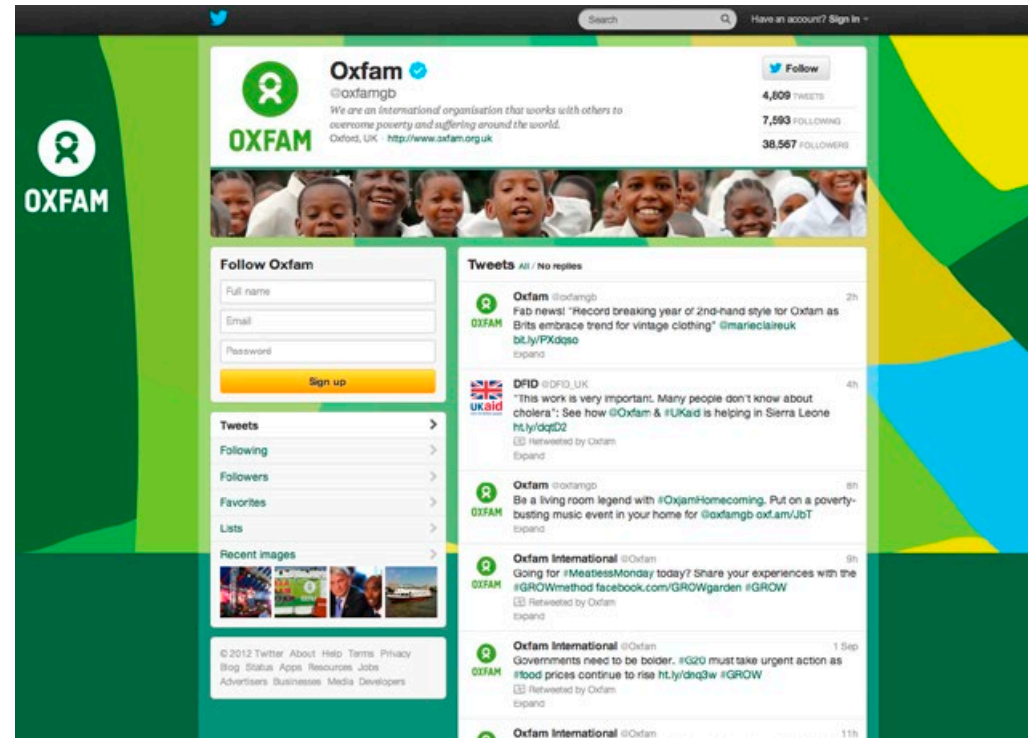 Search
Have an account? Sign in
OXFAM
OXFAM
Oxfam
@oxfamgb
We are an international organisation that works with others to
overcome poverty and suffering around the world.
Oxford, UK · http://www.oxfam.org.uk
Follow
4,809 TWEETS
7,593 FOLLOWING
38,567 FOLLOWERS
Follow Oxfam
Full name
Email
Password
Sign up
Tweets
Following
Followers
Favorites
Lists
Recent images
© 2012 Twitter About Help Terms Privacy
Blog Status Apps Resources Jobs
Advertisers Businesses Media Developers
Tweets All / No replies
OXFAM
Oxfam @oxfamgb 2h
Fab news! "Record breaking year of 2nd-hand style for Oxfam as
Brits embrace trend for vintage clothing" @marieclaireuk
bit.ly/PXdqso
Expand
UKaid
DFID @DFID_UK 4h
"This work is very important. Many people don't know about
cholera": See how @Oxfam & #UKaid is helping in Sierra Leone
ht.ly/dqtD2
Retweeted by Oxfam
Expand
OXFAM
Oxfam @oxfamgb 8h
Be a living room legend with #OxjamHomecoming. Put on a poverty-
busting music event in your home for @oxfamgb oxf.am/JbT
Expand
OXFAM
Oxfam International @Oxfam 9h
Going for #MeatlessMonday today? Share your experiences with the
#GROWmethod facebook.com/GROWgarden #GROW
Retweeted by Oxfam
Expand
OXFAM
Oxfam International @Oxfam 1 Sep
Governments need to be bolder. #G20 must take urgent action as
#food prices continue to rise ht.ly/dnq3w #GROW
Retweeted by Oxfam
Expand
Oxfam International @Oxfam 11h